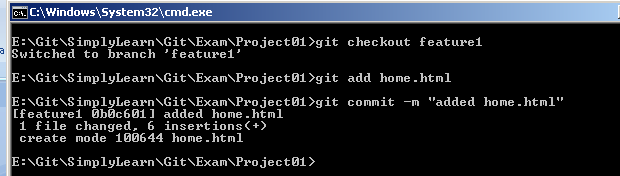 C:\Windows\System32\cmd.exe
E:\Git\SimplyLearn\Git\Exam\Project01>git checkout feature1
Switched to branch 'feature1'
E:\Git\SimplyLearn\Git\Exam\Project01>git add home.html
E:\Git\SimplyLearn\Git\Exam\Project01>git commit -m "added home.html"
[feature1 0b0c601] added home.html
 1 file changed, 6 insertions(+)
 create mode 100644 home.html
E:\Git\SimplyLearn\Git\Exam\Project01>